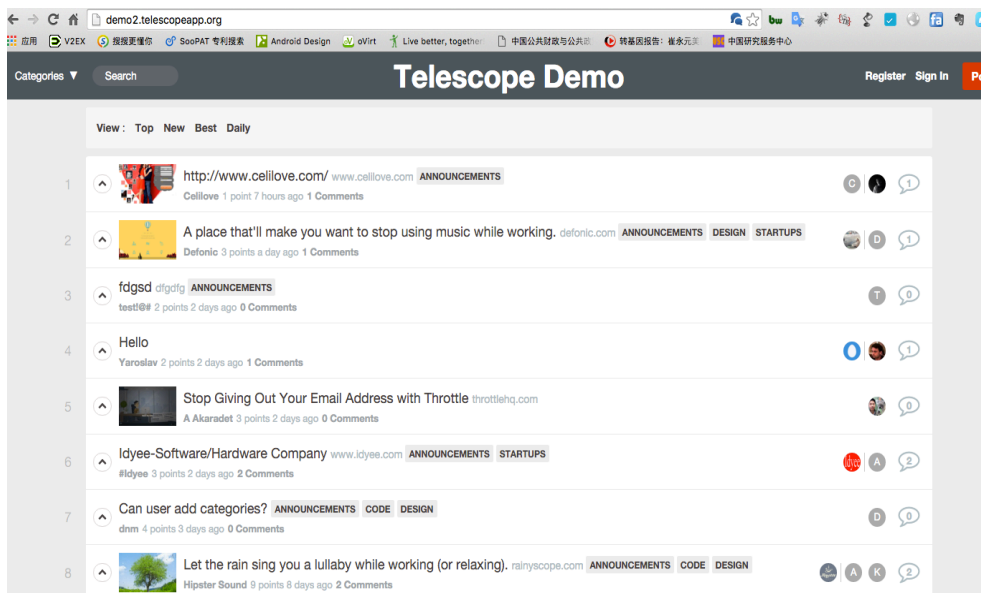 demo2.telescopeapp.org
应用 V2EX 搜搜更懂你 SooPAT 专利搜索 Android Design oVirt Live better, together 中国公共财政与公共政 转基因报告：崔永元美 中国研究服务中心
Categories ▼ Search Telescope Demo Register Sign In Po
View : Top New Best Daily
1 http://www.celilove.com/ www.celilove.com ANNOUNCEMENTS C 1
Celilove 1 point 7 hours ago 1 Comments
2 A place that'll make you want to stop using music while working. defonic.com ANNOUNCEMENTS DESIGN STARTUPS D 1
Defonic 3 points a day ago 1 Comments
3 fdgsd dfgdfg ANNOUNCEMENTS T 0
test!@# 2 points 2 days ago 0 Comments
4 Hello 1
Yaroslav 2 points 2 days ago 1 Comments
5 Stop Giving Out Your Email Address with Throttle throttlehq.com 0
A Akaradet 3 points 2 days ago 0 Comments
6 Idyee-Software/Hardware Company www.idyee.com ANNOUNCEMENTS STARTUPS idyee A 2
#Idyee 3 points 2 days ago 2 Comments
7 Can user add categories? ANNOUNCEMENTS CODE DESIGN D 0
dnm 4 points 3 days ago 0 Comments
8 Let the rain sing you a lullaby while working (or relaxing). rainyscope.com ANNOUNCEMENTS CODE DESIGN A K 2
Hipster Sound 9 points 8 days ago 2 Comments